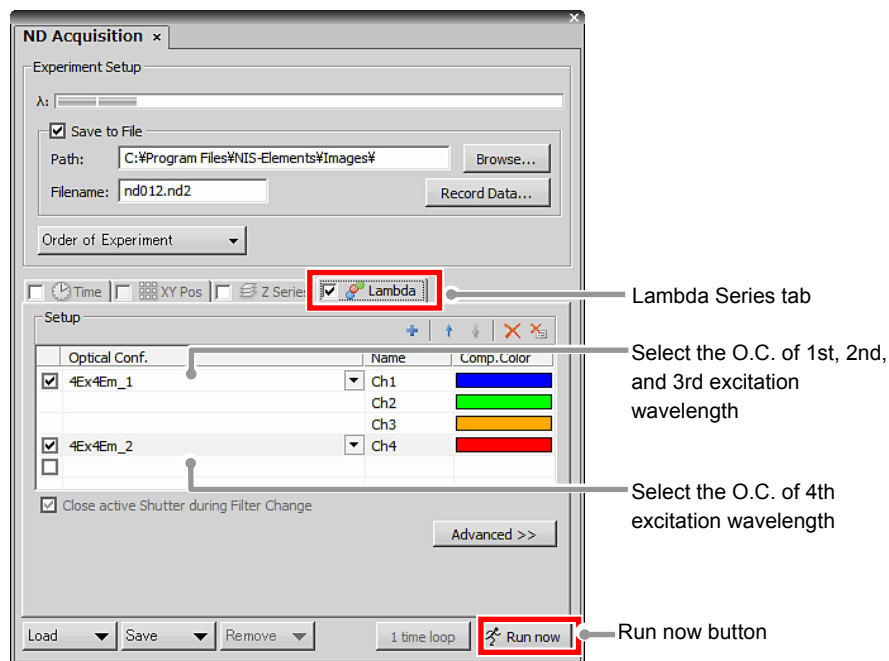 ND Acquisition ×
Experiment Setup
λ:
Save to File
Path: C:¥Program Files¥NIS-Elements¥Images¥ Browse...
Filename: nd012.nd2 Record Data...
Order of Experiment
Time XY Pos Z Series Lambda
Lambda Series tab
Setup
Optical Conf. Name Comp.Color
4Ex4Em_1 Ch1
Ch2
Ch3
4Ex4Em_2 Ch4
Select the O.C. of 1st, 2nd,
and 3rd excitation
wavelength
Close active Shutter during Filter Change
Select the O.C. of 4th
excitation wavelength
Advanced >>
Load Save Remove 1 time loop Run now
Run now button